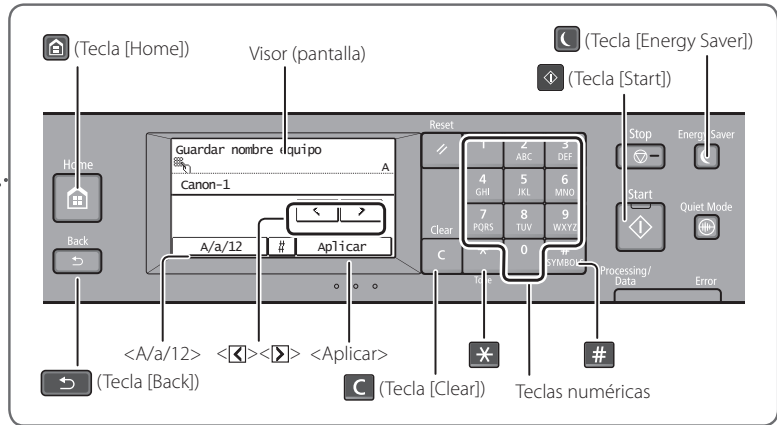 (Tecla [Home])
Visor (pantalla)
(Tecla [Energy Saver])
(Tecla [Start])
Home
Back
Guardar nombre equipo
A
Canon-1
< >
A/a/12 # Aplicar
Reset
Clear
C
1
2 ABC
3 DEF
4 GHI
5 JKL
6 MNO
7 PQRS
8 TUV
9 WXYZ
*
0
# SYMBOLS
Tone
Stop
Energy Saver
Start
Quiet Mode
Processing/
Data
Error
<A/a/12> <<><>> <Aplicar>
* #
(Tecla [Back])
C (Tecla [Clear])
Teclas numéricas